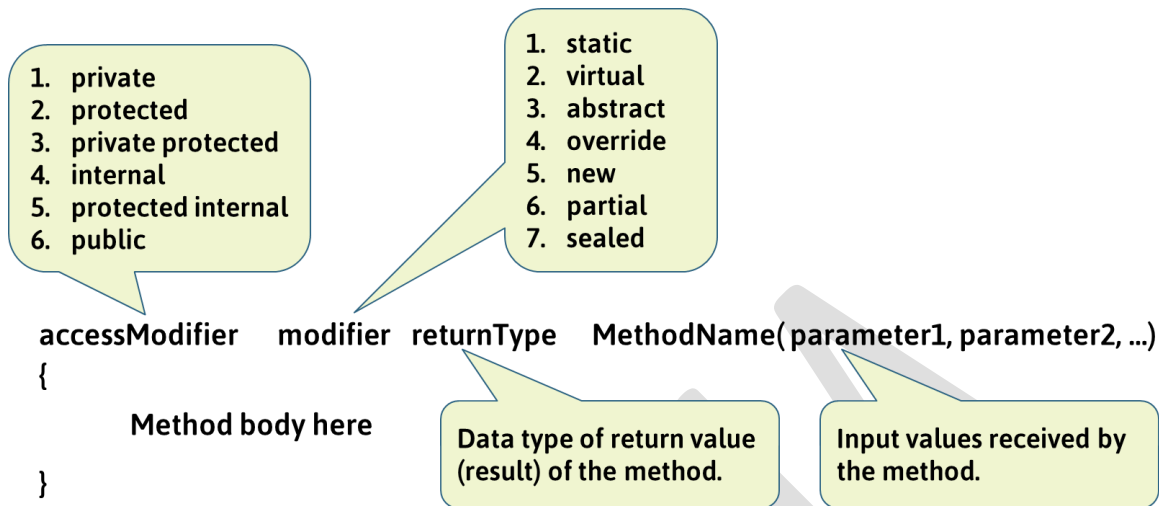 1. private
2. protected
3. private protected
4. internal
5. protected internal
6. public
1. static
2. virtual
3. abstract
4. override
5. new
6. partial
7. sealed
accessModifier modifier returnType MethodName( parameter1, parameter2, ...)
{
Method body here
}
Data type of return value
(result) of the method.
Input values received by
the method.